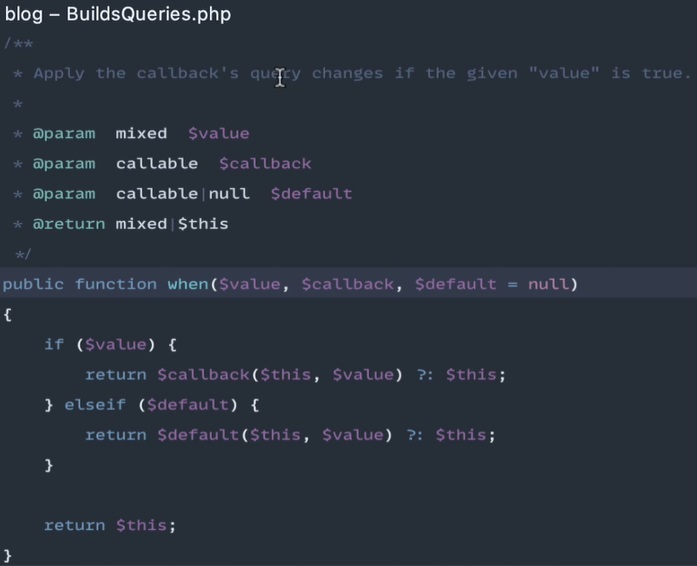 blog – BuildsQueries.php
/**
 * Apply the callback's query changes if the given "value" is true.
 *
 * @param  mixed  $value
 * @param  callable  $callback
 * @param  callable|null  $default
 * @return mixed|$this
 */
public function when($value, $callback, $default = null)
{
    if ($value) {
        return $callback($this, $value) ?: $this;
    } elseif ($default) {
        return $default($this, $value) ?: $this;
    }

    return $this;
}